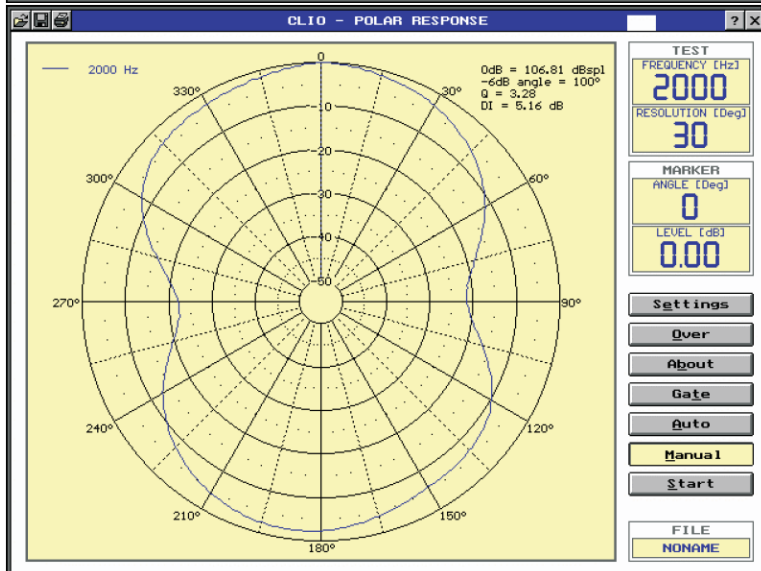 CLIO - POLAR RESPONSE
? X
2000 Hz
0dB = 106.81 dBspl
-6dB angle = 100°
Q = 3.28
DI = 5.16 dB
0
330°
30°
-10
-20
300°
60°
-30
-40
-50
270°
90°
240°
120°
210°
150°
180°
TEST
FREQUENCY [Hz]
2000
RESOLUTION [Deg]
30
MARKER
ANGLE [Deg]
0
LEVEL [dB]
0.00
Settings
Over
About
Gate
Auto
Manual
Start
FILE
NONAME